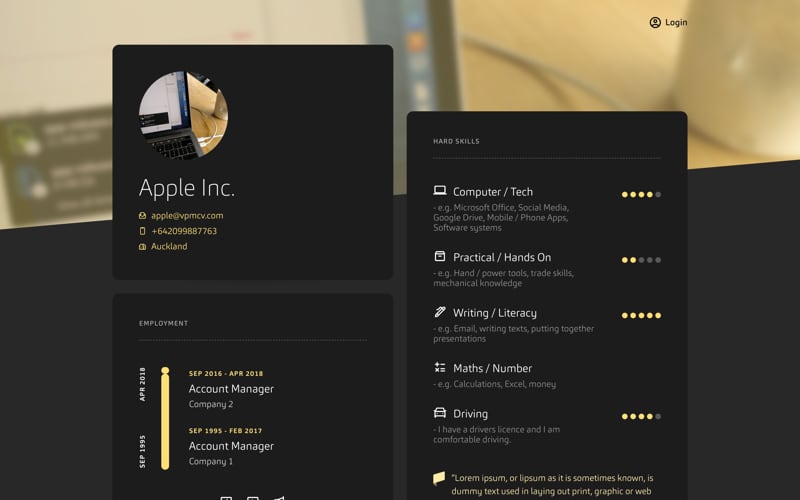 Login
Apple Inc.
apple@vpmcv.com
+642099887763
Auckland
EMPLOYMENT
APR 2018
SEP 1995
SEP 2016 - APR 2018
Account Manager
Company 2
SEP 1995 - FEB 2017
Account Manager
Company 1
HARD SKILLS
Computer / Tech
- e.g. Microsoft Office, Social Media,
Google Drive, Mobile / Phone Apps,
Software systems
Practical / Hands On
- e.g. Hand / power tools, trade skills,
mechanical knowledge
Writing / Literacy
- e.g. Email, writing texts, putting together
presentations
Maths / Number
- e.g. Calculations, Excel, money
Driving
- I have a drivers licence and I am
comfortable driving.
"Lorem ipsum, or lipsum as it is sometimes known, is
dummy text used in laying out print, graphic or web